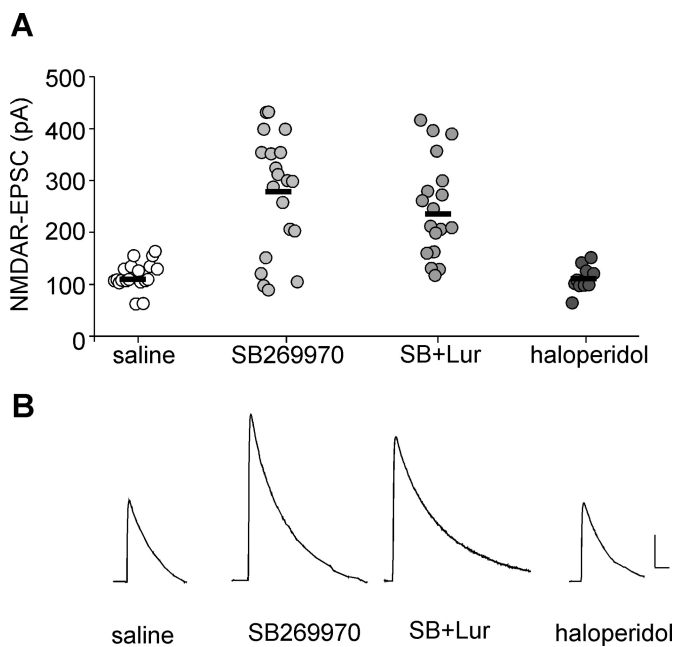 A
NMDAR-EPSC (pA)
500
400
300
200
100
0
saline SB269970 SB+Lur haloperidol
B
saline SB269970 SB+Lur haloperidol